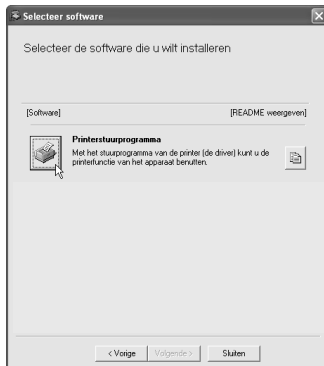 Selecteer software
Selecteer de software die u wilt installeren
[Software] [README weergeven]
Printerstuurprogramma
Met het stuurprogramma van de printer (de driver) kunt u de
printerfunctie van het apparaat benutten.
< Vorige Volgende > Sluiten